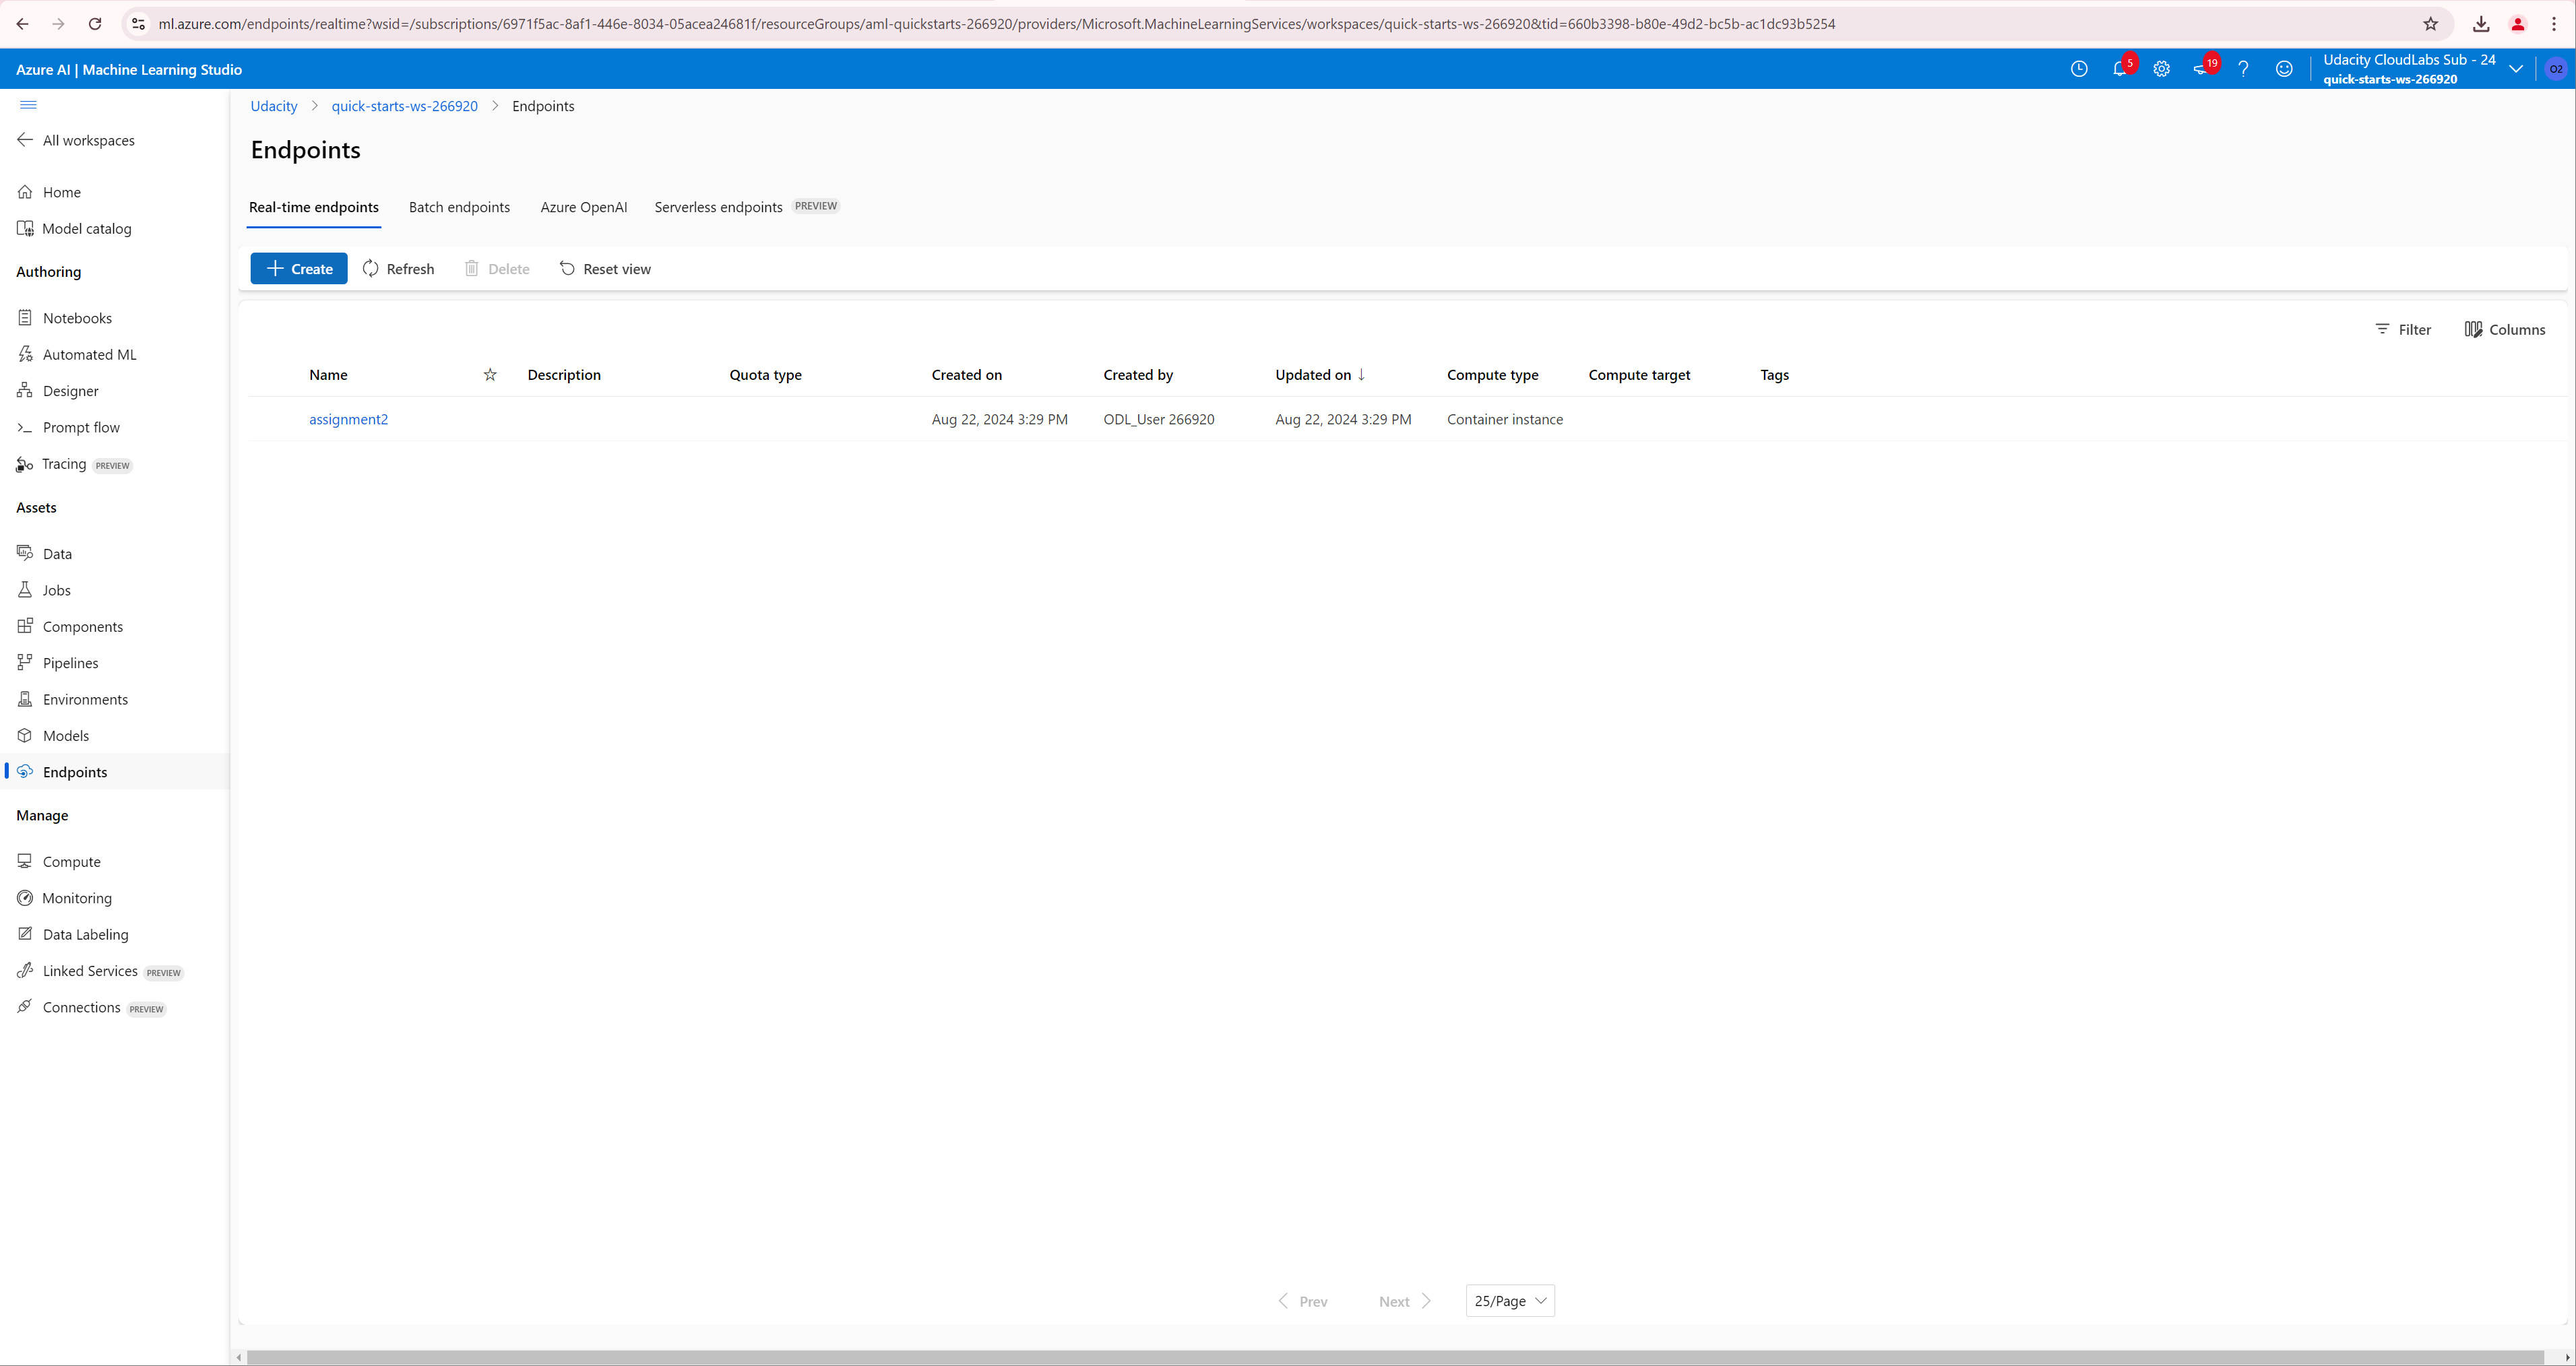 ml.azure.com/endpoints/realtime?wsid=/subscriptions/6971f5ac-8af1-446e-8034-05acea24681f/resourceGroups/aml-quickstarts-266920/providers/Microsoft.MachineLearningServices/workspaces/quick-starts-ws-266920&tid=660b3398-b80e-49d2-bc5b-ac1dc93b5254
Azure AI | Machine Learning Studio
5
19
Udacity CloudLabs Sub - 24
quick-starts-ws-266920
O2
All workspaces
Home
Model catalog
Authoring
Notebooks
Automated ML
Designer
Prompt flow
Tracing PREVIEW
Assets
Data
Jobs
Components
Pipelines
Environments
Models
Endpoints
Manage
Compute
Monitoring
Data Labeling
Linked Services PREVIEW
Connections PREVIEW
Udacity > quick-starts-ws-266920 > Endpoints
Endpoints
Real-time endpoints Batch endpoints Azure OpenAI Serverless endpoints PREVIEW
Create Refresh Delete Reset view
Filter Columns
Name Description Quota type Created on Created by Updated on ↓ Compute type Compute target Tags
assignment2 Aug 22, 2024 3:29 PM ODL_User 266920 Aug 22, 2024 3:29 PM Container instance
Prev Next 25/Page